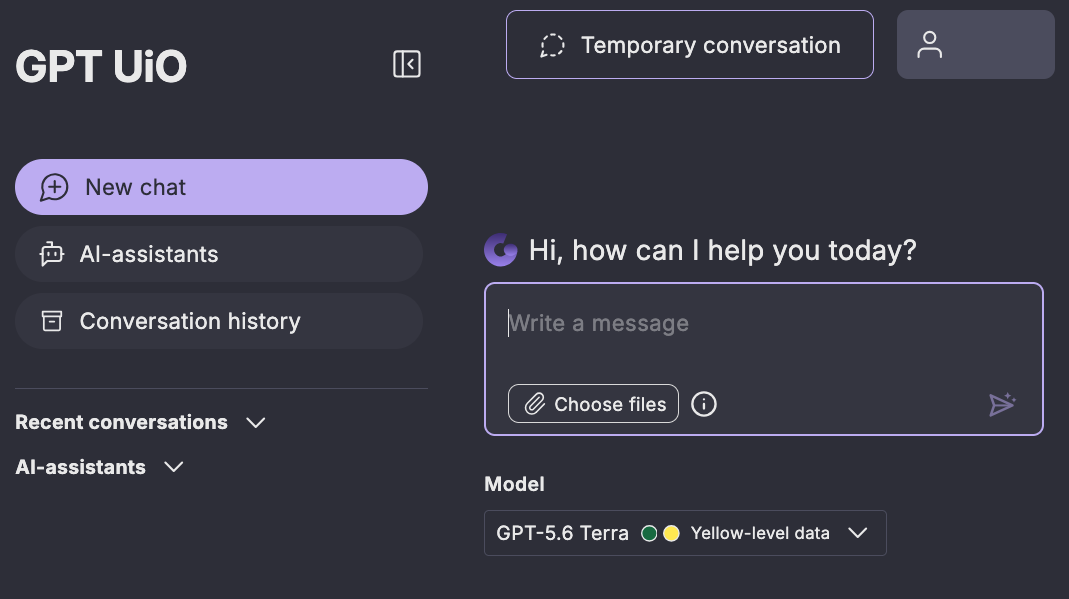 GPT UiO
Temporary conversation
New chat
AI-assistants
Conversation history
Recent conversations
AI-assistants
Hi, how can I help you today?
Write a message
Choose files
Model
GPT-5.6 Terra Yellow-level data